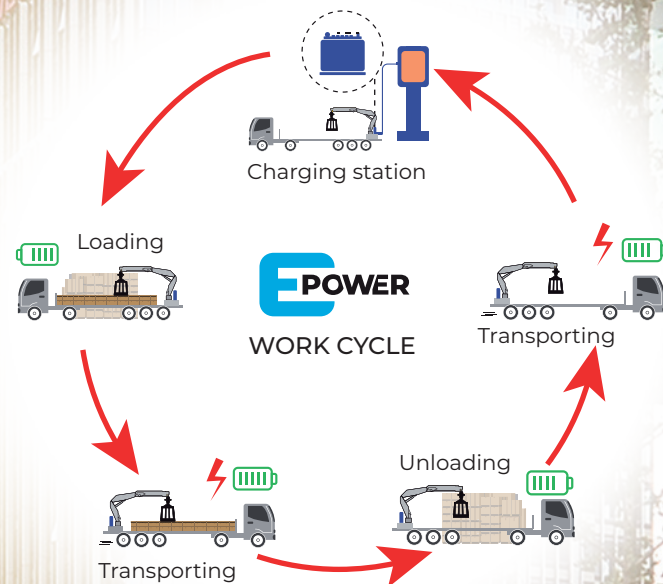 Charging station
Loading
EPOWER
WORK CYCLE
Transporting
Unloading
Transporting